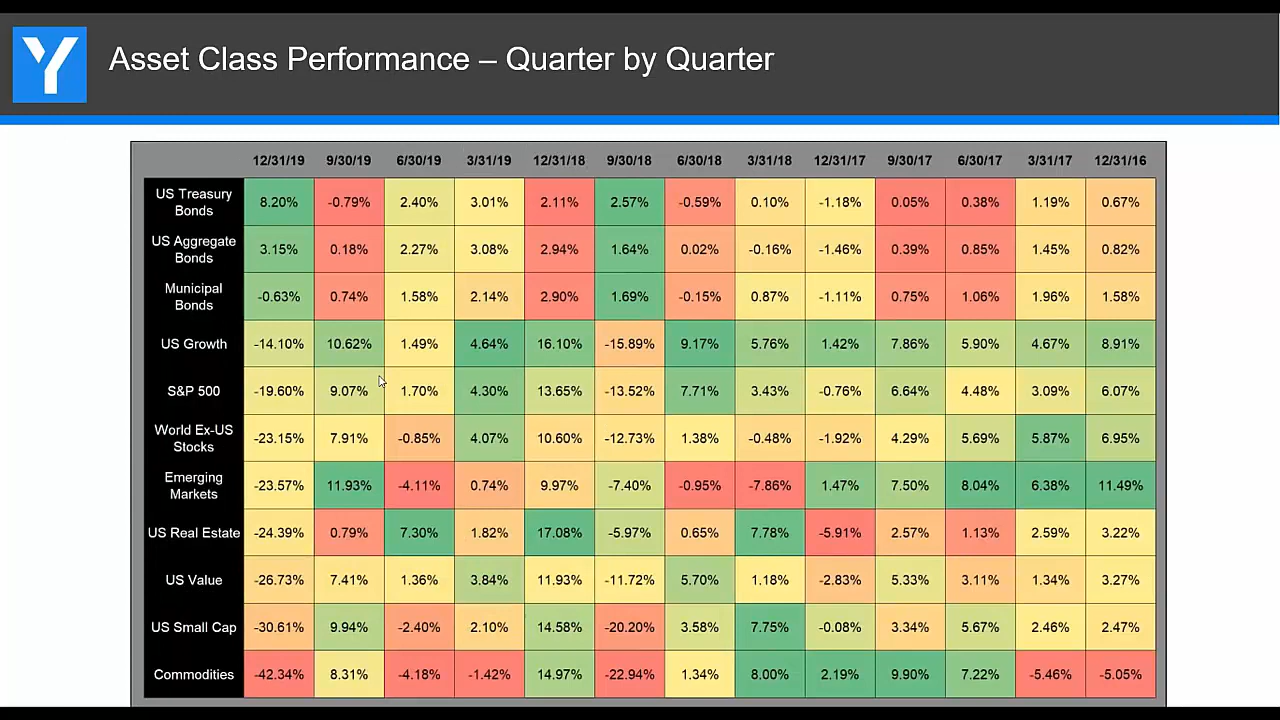 Y
Asset Class Performance – Quarter by Quarter
12/31/19 9/30/19 6/30/19 3/31/19 12/31/18 9/30/18 6/30/18 3/31/18 12/31/17 9/30/17 6/30/17 3/31/17 12/31/16
US Treasury
Bonds
8.20% -0.79% 2.40% 3.01% 2.11% 2.57% -0.59% 0.10% -1.18% 0.05% 0.38% 1.19% 0.67%
US Aggregate
Bonds
3.15% 0.18% 2.27% 3.08% 2.94% 1.64% 0.02% -0.16% -1.46% 0.39% 0.85% 1.45% 0.82%
Municipal
Bonds
-0.63% 0.74% 1.58% 2.14% 2.90% 1.69% -0.15% 0.87% -1.11% 0.75% 1.06% 1.96% 1.58%
US Growth -14.10% 10.62% 1.49% 4.64% 16.10% -15.89% 9.17% 5.76% 1.42% 7.86% 5.90% 4.67% 8.91%
S&P 500 -19.60% 9.07% 1.70% 4.30% 13.65% -13.52% 7.71% 3.43% -0.76% 6.64% 4.48% 3.09% 6.07%
World Ex-US
Stocks
-23.15% 7.91% -0.85% 4.07% 10.60% -12.73% 1.38% -0.48% -1.92% 4.29% 5.69% 5.87% 6.95%
Emerging
Markets
-23.57% 11.93% -4.11% 0.74% 9.97% -7.40% -0.95% -7.86% 1.47% 7.50% 8.04% 6.38% 11.49%
US Real Estate -24.39% 0.79% 7.30% 1.82% 17.08% -5.97% 0.65% 7.78% -5.91% 2.57% 1.13% 2.59% 3.22%
US Value -26.73% 7.41% 1.36% 3.84% 11.93% -11.72% 5.70% 1.18% -2.83% 5.33% 3.11% 1.34% 3.27%
US Small Cap -30.61% 9.94% -2.40% 2.10% 14.58% -20.20% 3.58% 7.75% -0.08% 3.34% 5.67% 2.46% 2.47%
Commodities -42.34% 8.31% -4.18% -1.42% 14.97% -22.94% 1.34% 8.00% 2.19% 9.90% 7.22% -5.46% -5.05%